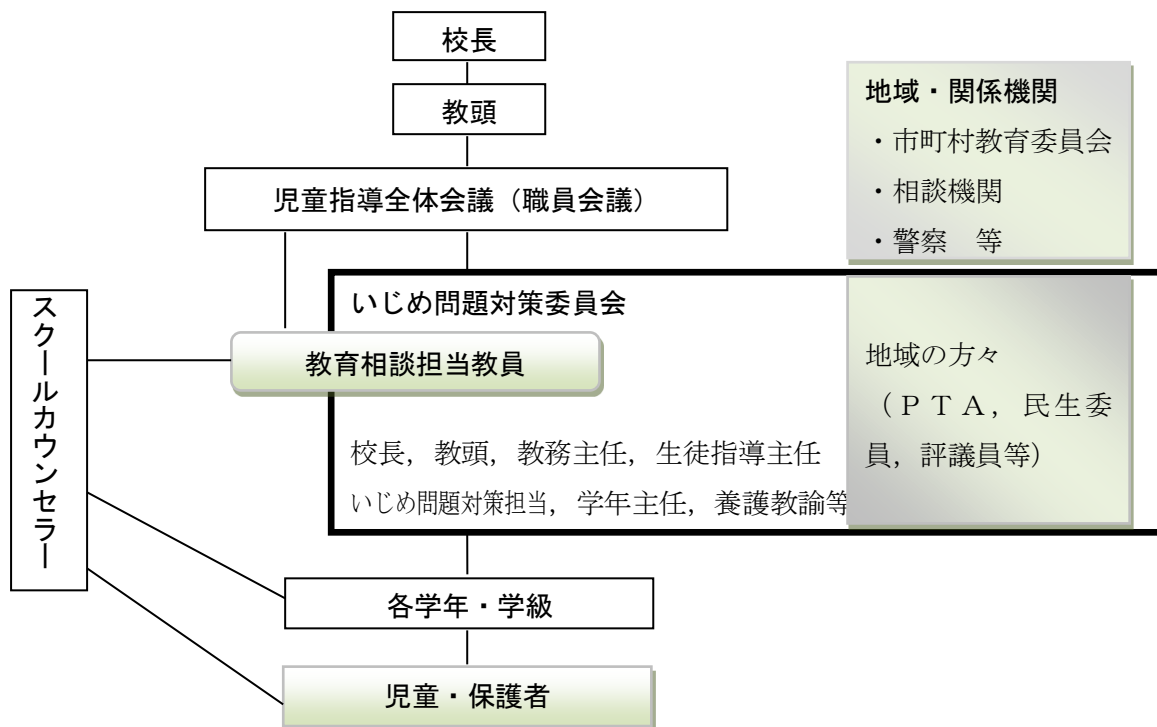 校長
教頭
児童指導全体会議(職員会議)
地域・関係機関
・市町村教育委員会
・相談機関
・警察 等
スクールカウンセラー
いじめ問題対策委員会
教育相談担当教員
校長,教頭,教務主任,生徒指導主任
いじめ問題対策担当,学年主任,養護教諭等
地域の方々
(PTA,民生委
員,評議員等)
各学年・学級
児童・保護者